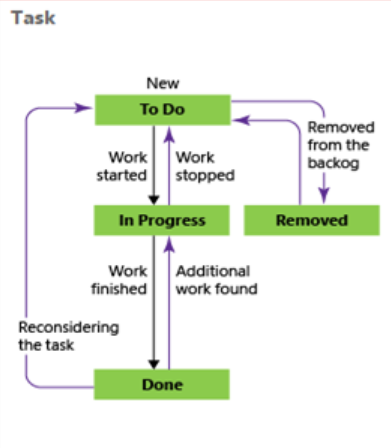 Task
New
To Do
Removed
from the
backog
Work
started
Work
stopped
In Progress
Removed
Work
finished
Additional
work found
Reconsidering
the task
Done